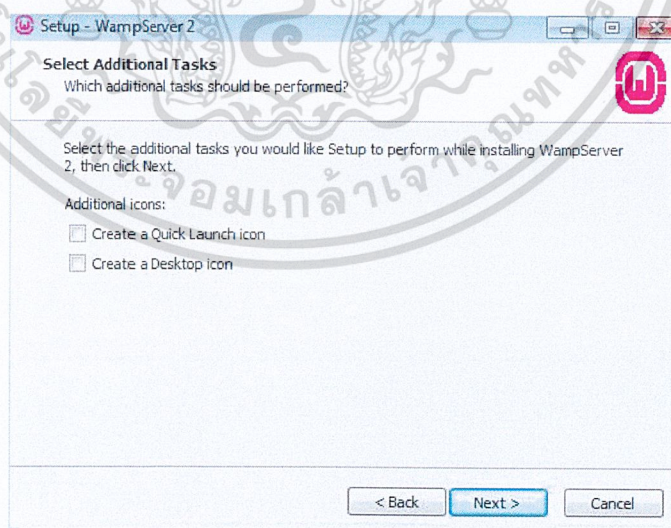 Setup - WampServer 2
Select Additional Tasks
Which additional tasks should be performed?
Select the additional tasks you would like Setup to perform while installing WampServer
2, then click Next.
Additional icons:
Create a Quick Launch icon
Create a Desktop icon
< Back
Next >
Cancel